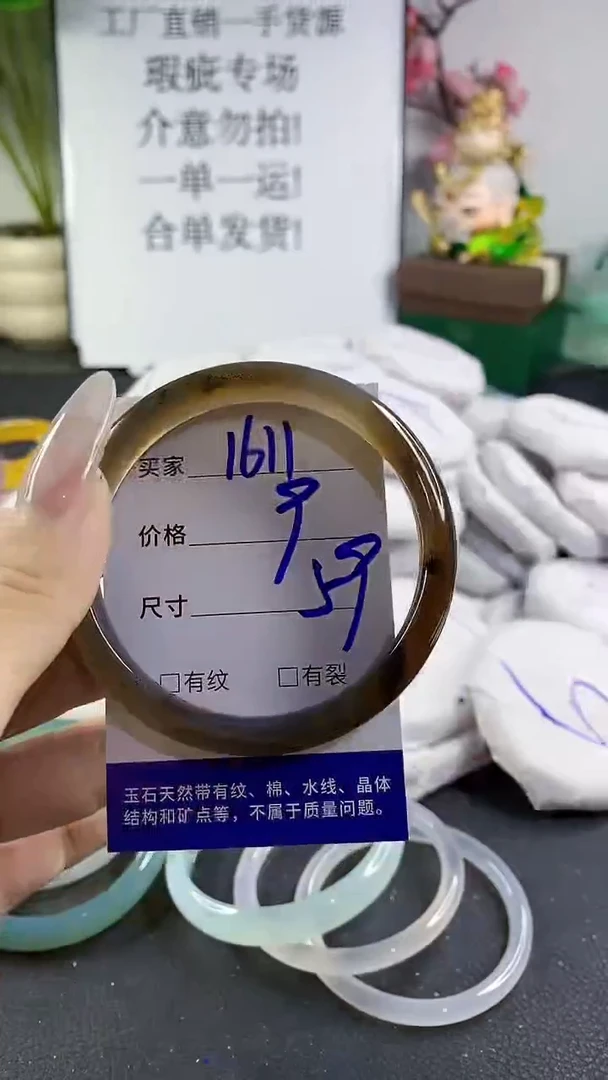 工厂直销一手货源
瑕疵专场
介意勿拍!
一单一运!
合单发货!
买家 1611
价格 9
尺寸 59
□有纹 □有裂
玉石天然带有纹、棉、水线、晶体
结构和矿点等，不属于质量问题。